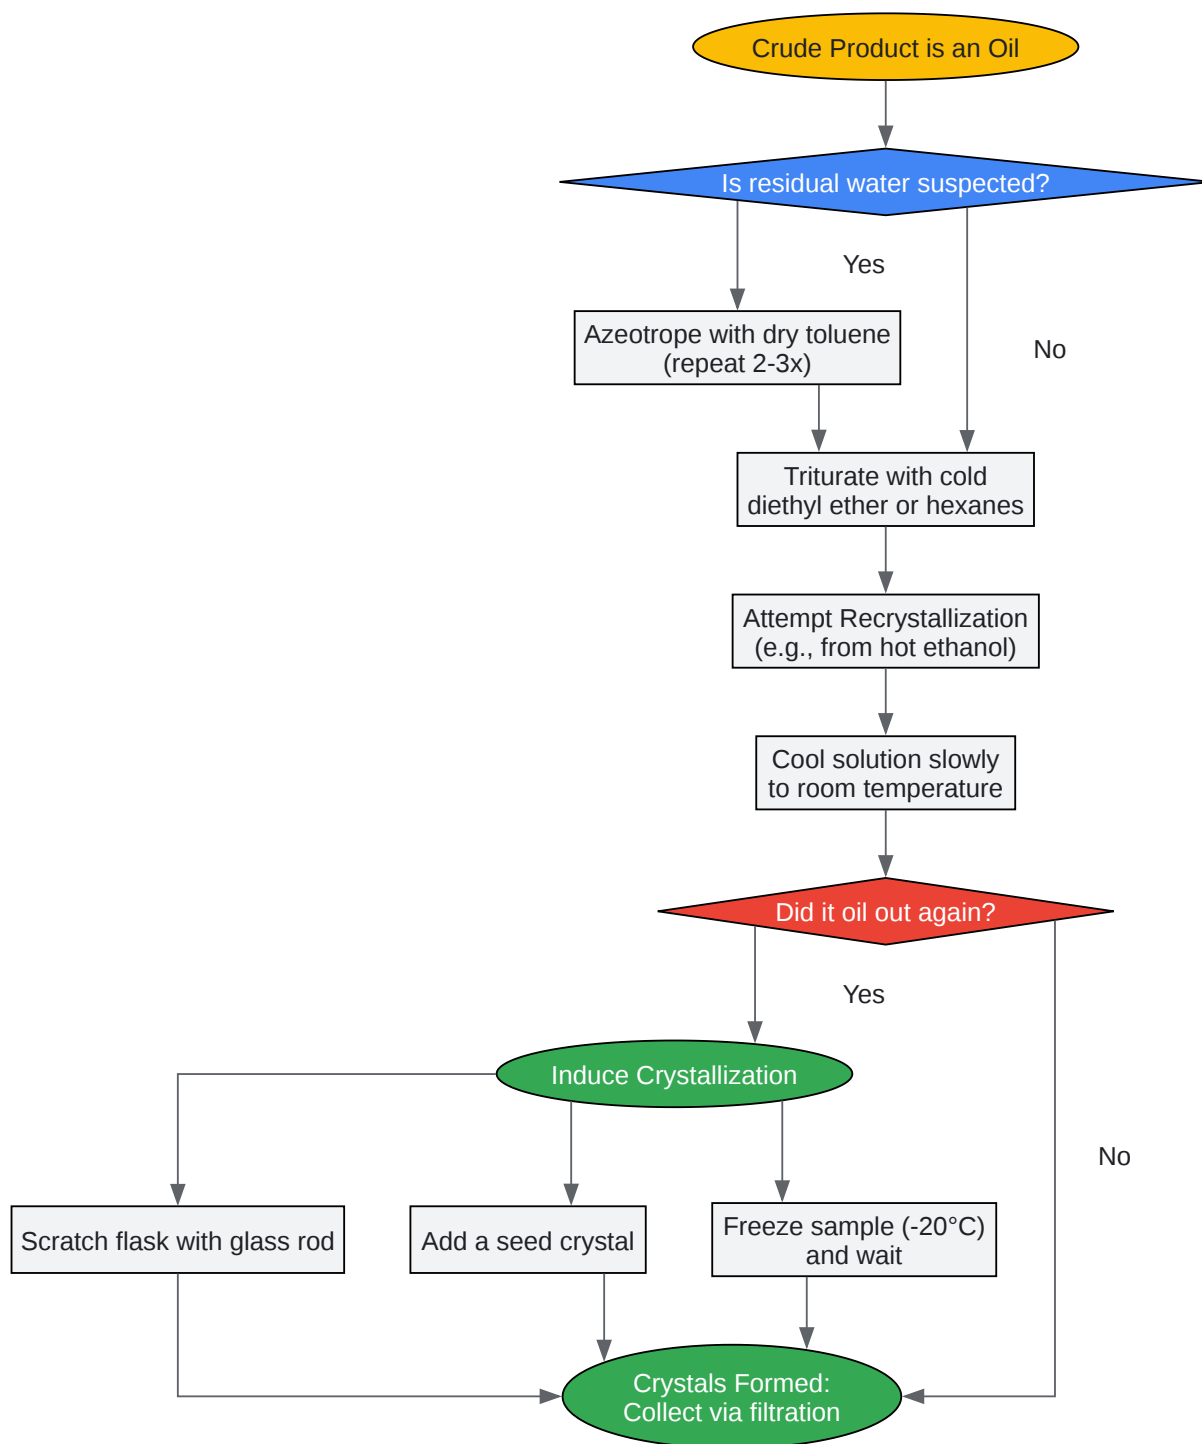 Crude Product is an Oil
Is residual water suspected?
Yes
Azeotrope with dry toluene
(repeat 2-3x)
No
Triturate with cold
diethyl ether or hexanes
Attempt Recrystallization
(e.g., from hot ethanol)
Cool solution slowly
to room temperature
Did it oil out again?
Yes
Induce Crystallization
No
Scratch flask with glass rod
Add a seed crystal
Freeze sample (-20°C)
and wait
Crystals Formed:
Collect via filtration